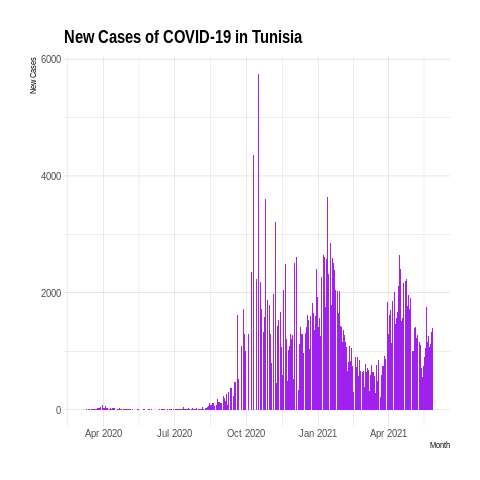 New Cases of COVID-19 in Tunisia
New Cases
6000
4000
2000
0
Apr 2020 Jul 2020 Oct 2020 Jan 2021 Apr 2021
Month